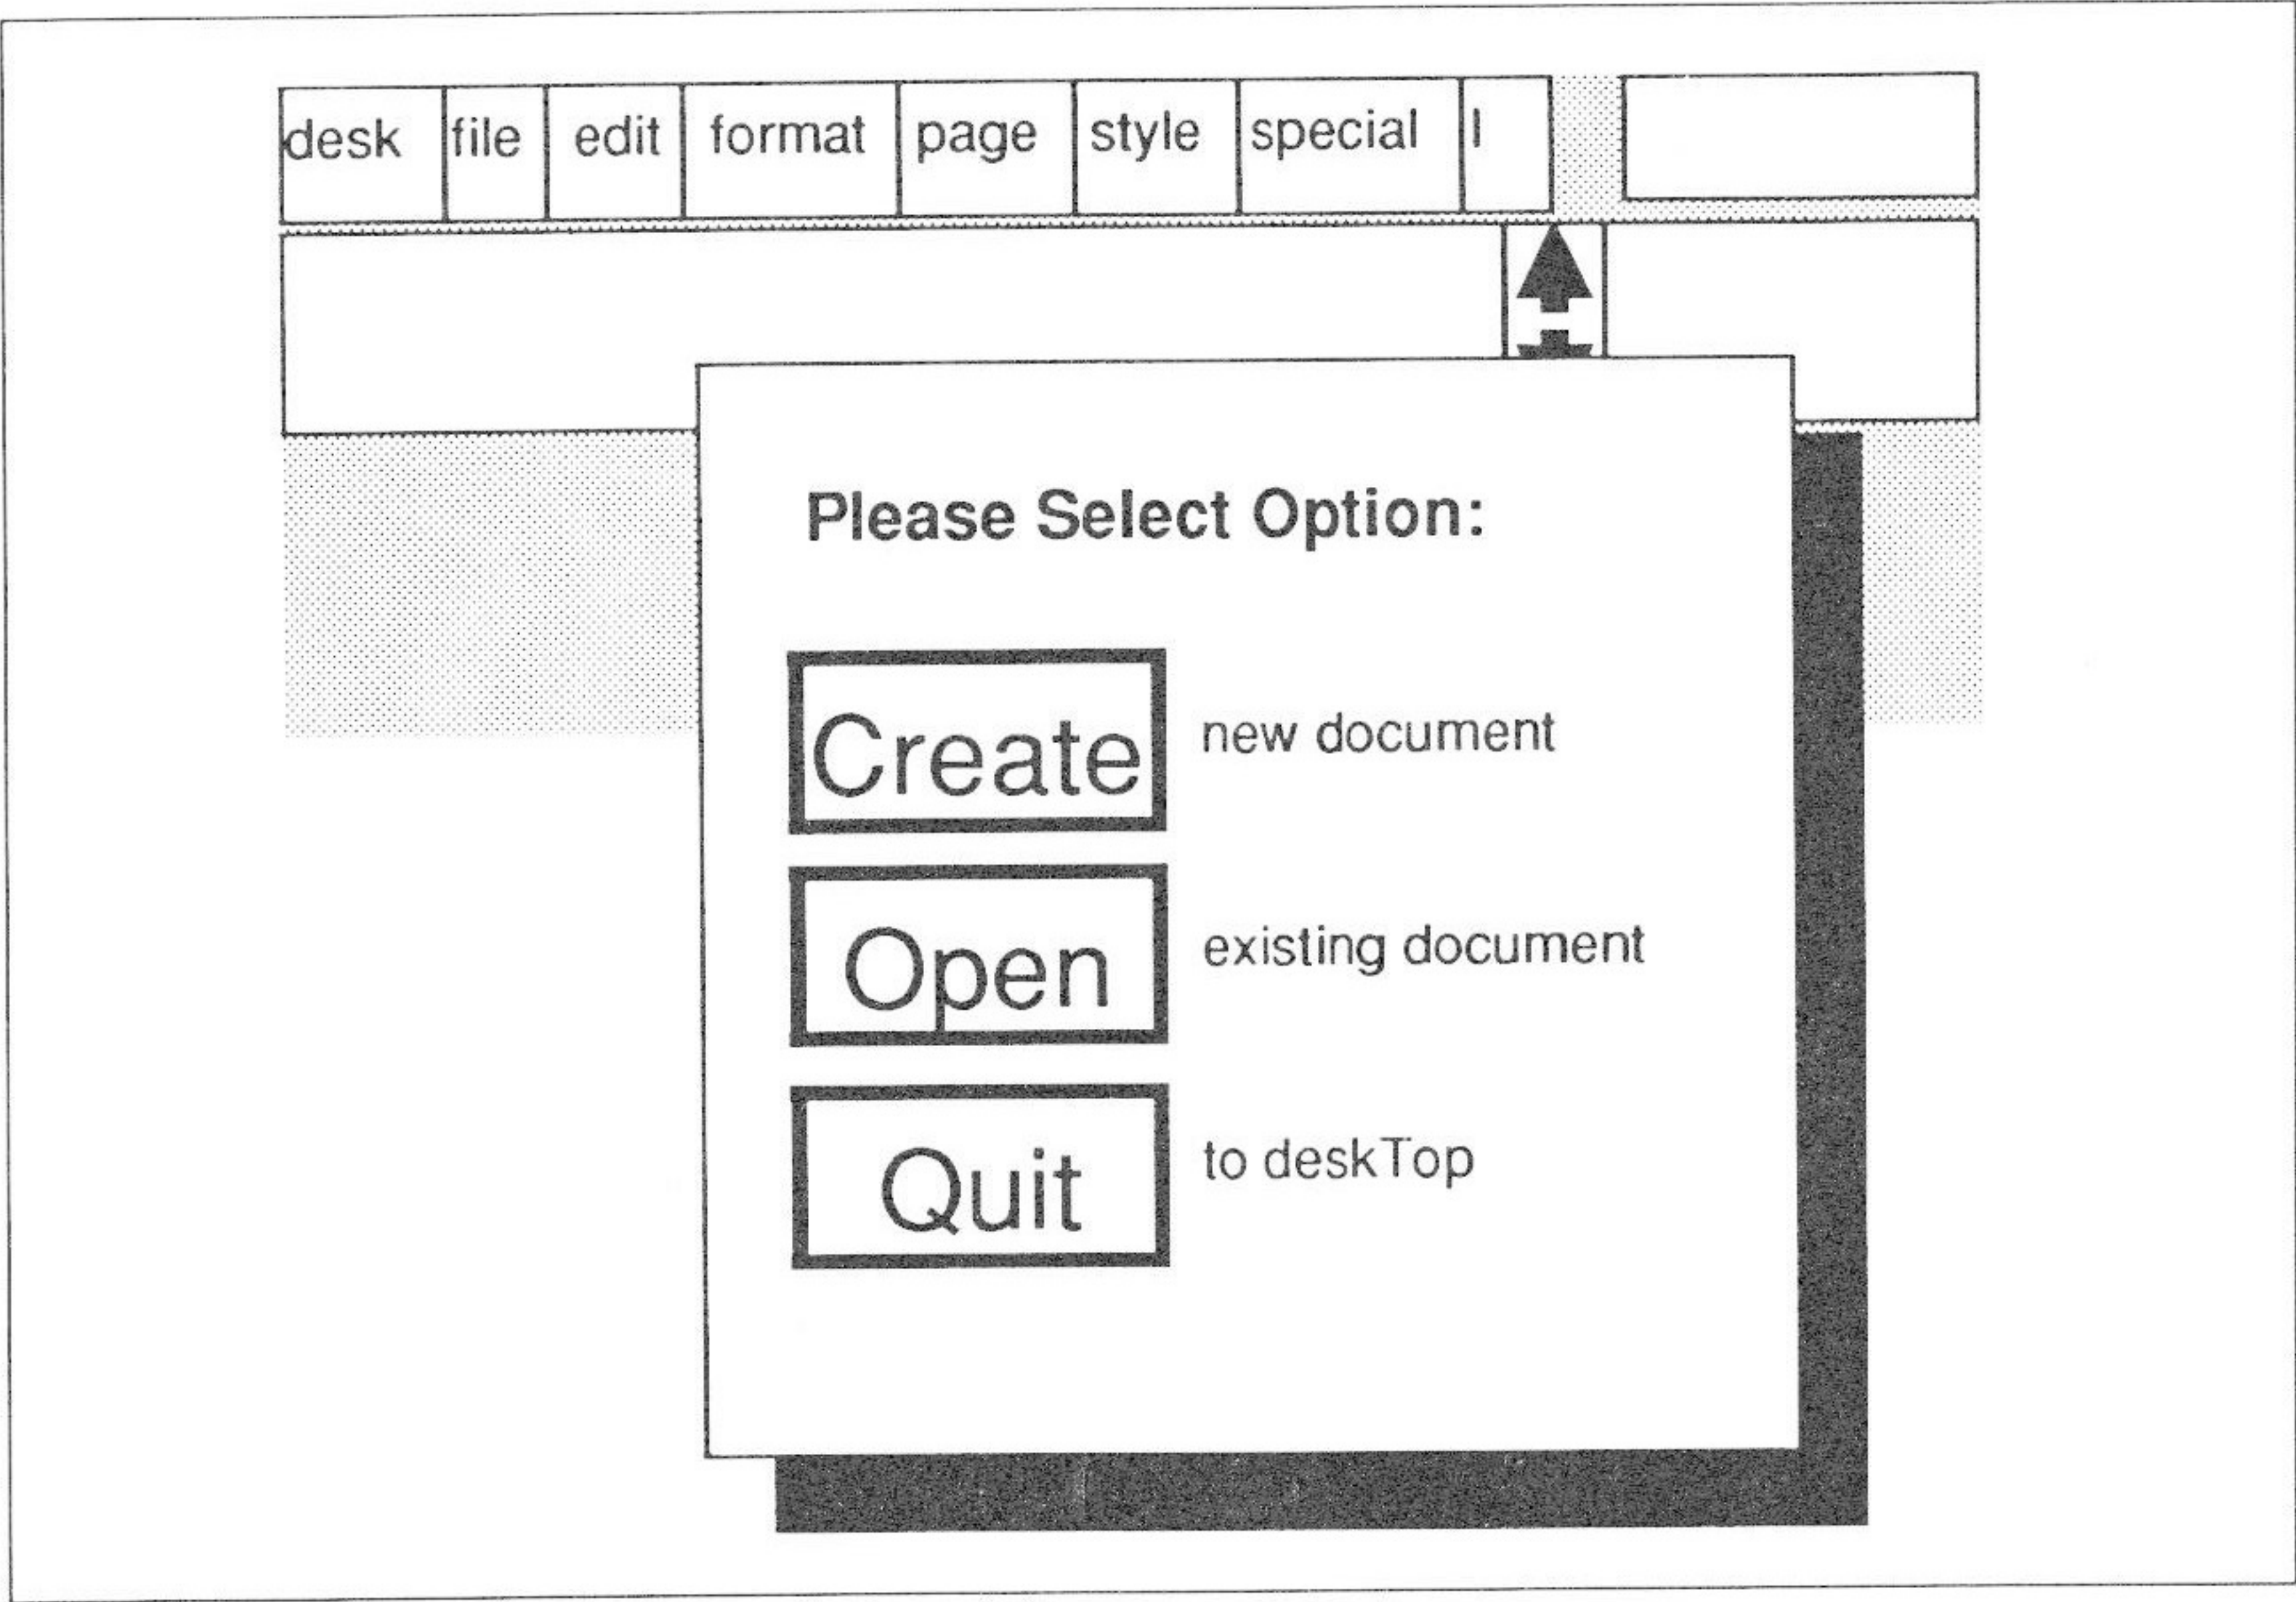 desk file edit format page style special
Please Select Option:
Create new document
Open existing document
Quit to deskTop